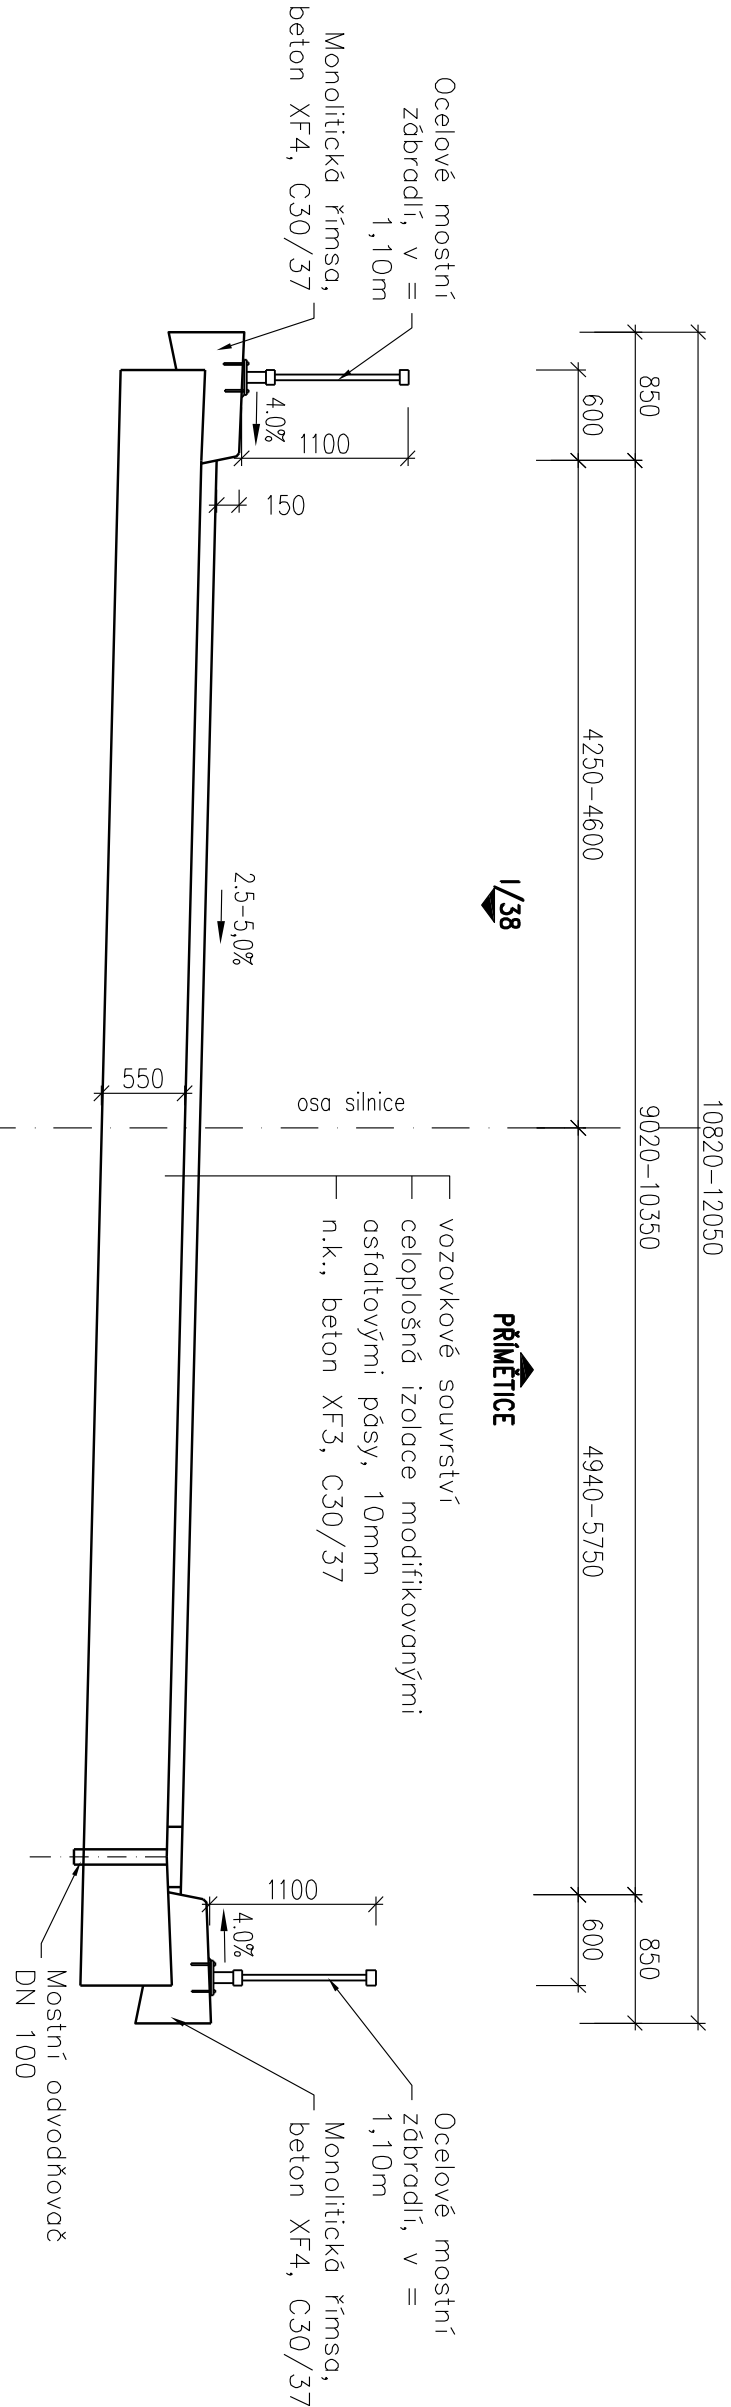 10820-12050
850
9020-10350
850
600
4250-4600
4940-5750
600
I/38
PŘÍMĚTICE
Ocelové mostní
zábradlí, v =
1,10m
Monolitická římsa,
beton XF4, C30/37
4.0%
1100
150
2.5-5,0%
550
osa silnice
vozovkové souvrství
celoplošná izolace modifikovanými
asfaltovými pásy, 10mm
n.k., beton XF3, C30/37
1100
4.0%
Ocelové mostní
zábradlí, v =
1,10m
Monolitická římsa,
beton XF4, C30/37
Mostní odvodňovač
DN 100